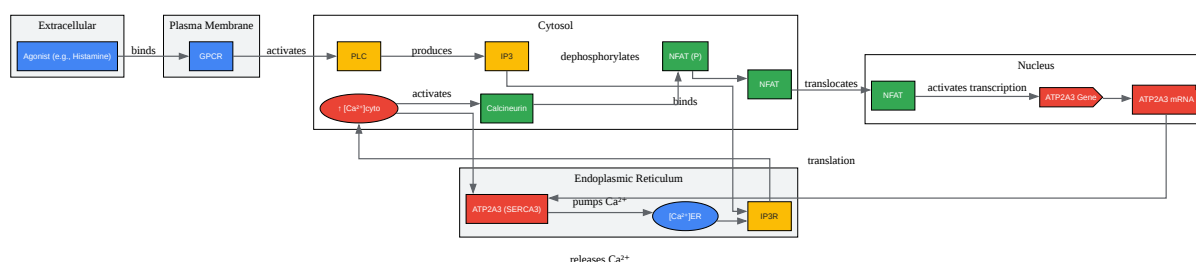 Extracellular
Agonist (e.g., Histamine)
binds
Plasma Membrane
GPCR
activates
Cytosol
PLC
produces
IP3
dephosphorylates
NFAT (P)
NFAT
↑ [Ca²⁺]cyto
activates
Calcineurin
binds
translocates
Nucleus
NFAT
activates transcription
ATP2A3 Gene
ATP2A3 mRNA
translation
Endoplasmic Reticulum
ATP2A3 (SERCA3)
pumps Ca²⁺
[Ca²⁺]ER
IP3R
releases Ca²⁺